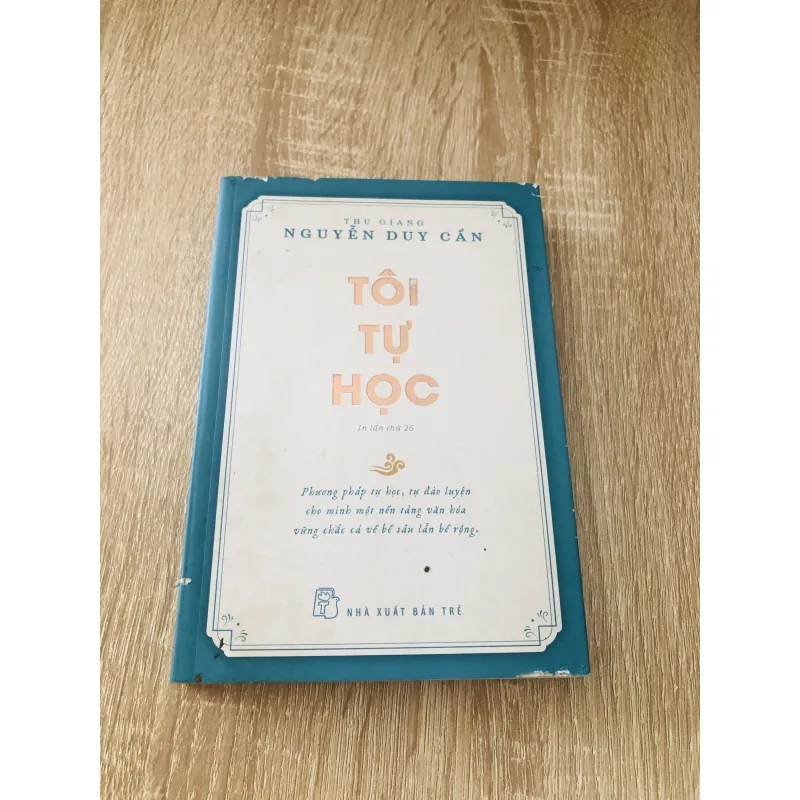 THU GIANG
NGUYỄN DUY CẦN
TÔI
TỰ
HỌC
In lần thứ 25
Phương pháp tự học, tự đào luyện
cho mình một nền tảng văn hóa
vững chắc cả về bề sâu lẫn bề rộng.
NHÀ XUẤT BẢN TRẺ